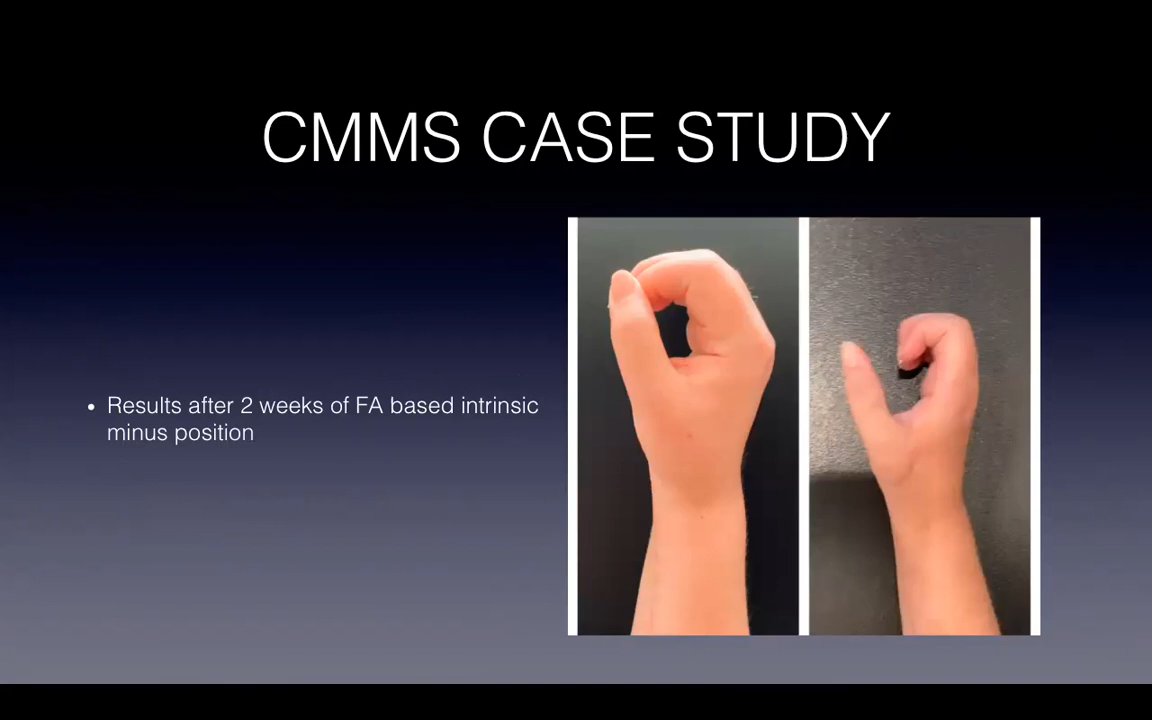 CMMS CASE STUDY
• Results after 2 weeks of FA based intrinsic
minus position